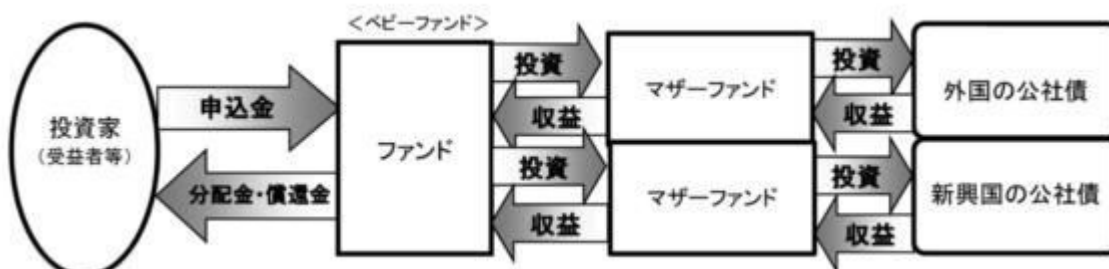 <ベビーファンド>
投資家
(受益者等)
申込金
分配金・償還金
ファンド
投資
収益
投資
収益
マザーファンド
マザーファンド
投資
収益
投資
収益
外国の公社債
新興国の公社債